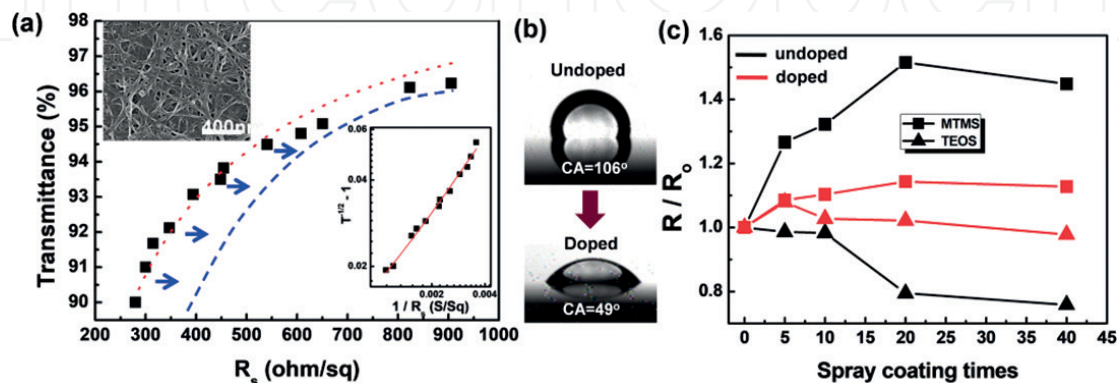 (a)
Transmittance (%)
98
97
96
95
94
93
92
91
90
200 300 400 500 600 700 800 900 1000
Rs (ohm/sq)
400nm
T-1/2 - 1
0.06
0.04
0.02
0.002 0.004
1 / Rs (S/Sq)
(b)
Undoped
CA=106°
Doped
CA=49°
(c)
R / Ro
1.6
1.4
1.2
1.0
0.8
undoped
doped
MTMS
TEOS
0 5 10 15 20 25 30 35 40 45
Spray coating times